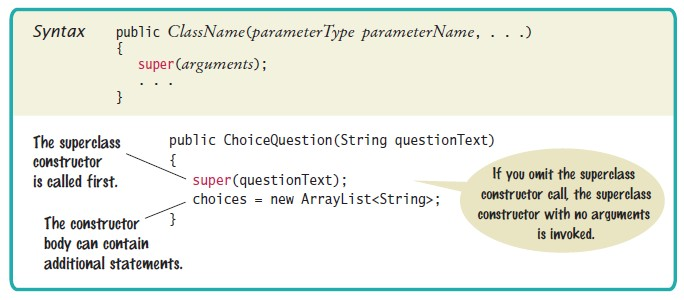 Syntax
public ClassName(parameterType parameterName, . . .)
{
super(arguments);
. . .
}
The superclass
constructor
is called first.
public ChoiceQuestion(String questionText)
{
super(questionText);
choices = new ArrayList<String>;
}
The constructor
body can contain
additional statements.
If you omit the superclass
constructor call, the superclass
constructor with no arguments
is invoked.